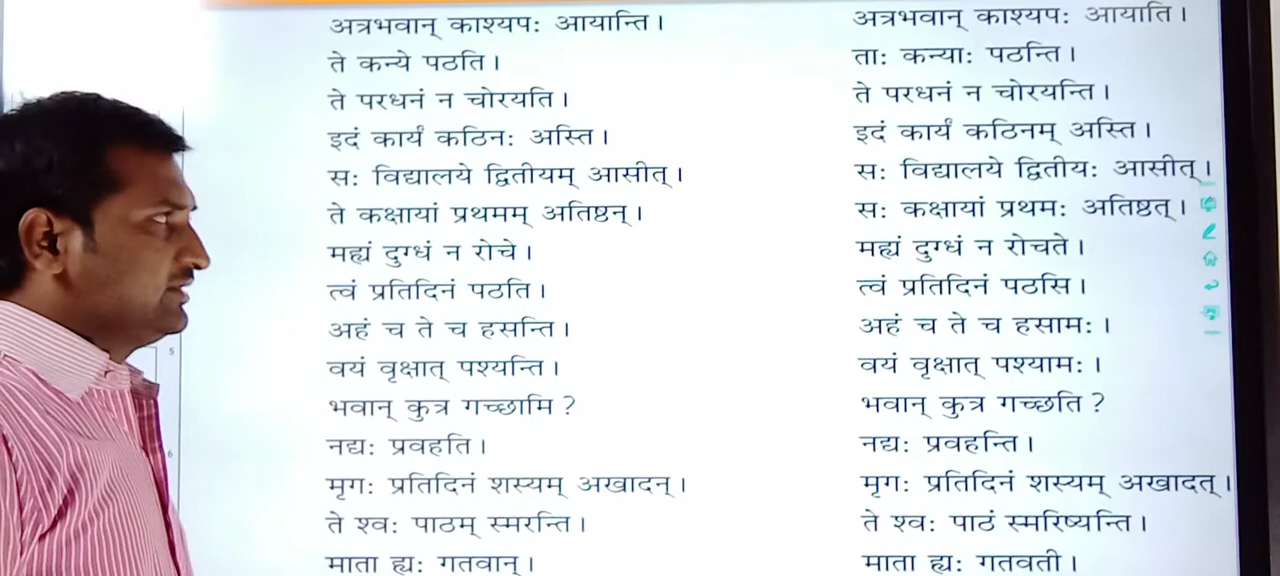 अत्रभवान् काश्यपः आयान्ति। अत्रभवान् काश्यपः आयाति।
ते कन्ये पठति। ताः कन्याः पठन्ति।
ते परधनं न चोरयति। ते परधनं न चोरयन्ति।
इदं कार्यं कठिनः अस्ति। इदं कार्यं कठिनम् अस्ति।
सः विद्यालये द्वितीयम् आसीत्। सः विद्यालये द्वितीयः आसीत्।
ते कक्षायां प्रथमम् अतिष्ठन्। सः कक्षायां प्रथमः अतिष्ठत्।
मह्यं दुग्धं न रोचे। मह्यं दुग्धं न रोचते।
त्वं प्रतिदिनं पठति। त्वं प्रतिदिनं पठसि।
अहं च ते च हसन्ति। अहं च ते च हसामः।
वयं वृक्षात् पश्यन्ति। वयं वृक्षात् पश्यामः।
भवान् कुत्र गच्छामि? भवान् कुत्र गच्छति?
नद्यः प्रवहति। नद्यः प्रवहन्ति।
मृगः प्रतिदिनं शस्यम् अखादन्। मृगः प्रतिदिनं शस्यम् अखादत्।
ते श्वः पाठम् स्मरन्ति। ते श्वः पाठं स्मरिष्यन्ति।
माता ह्यः गतवान्। माता ह्यः गतवती।
5
6